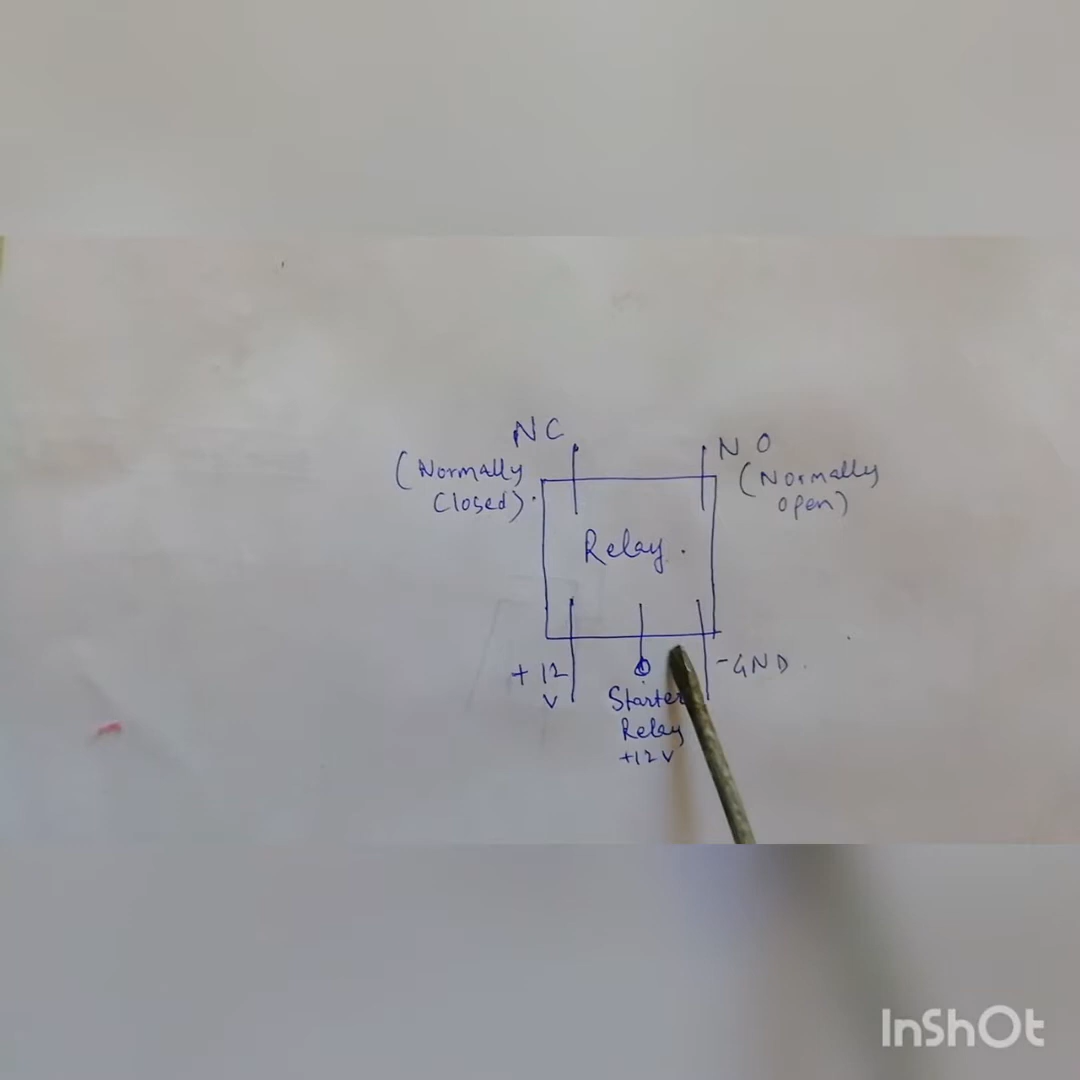 NC
(Normally
Closed).
NO
(Normally
open)
Relay.
+12
V
Starter
Relay
+12V
-GND.
InShOt